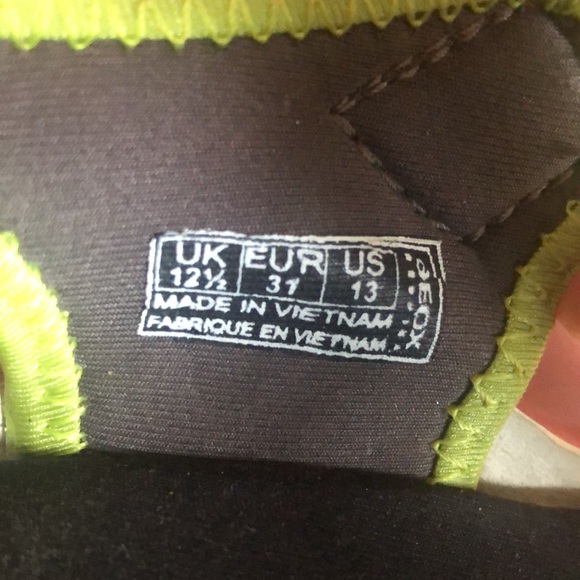 UK EUR US
12½ 31 13
MADE IN VIETNAM
FABRIQUE EN VIETNAM
GEOX